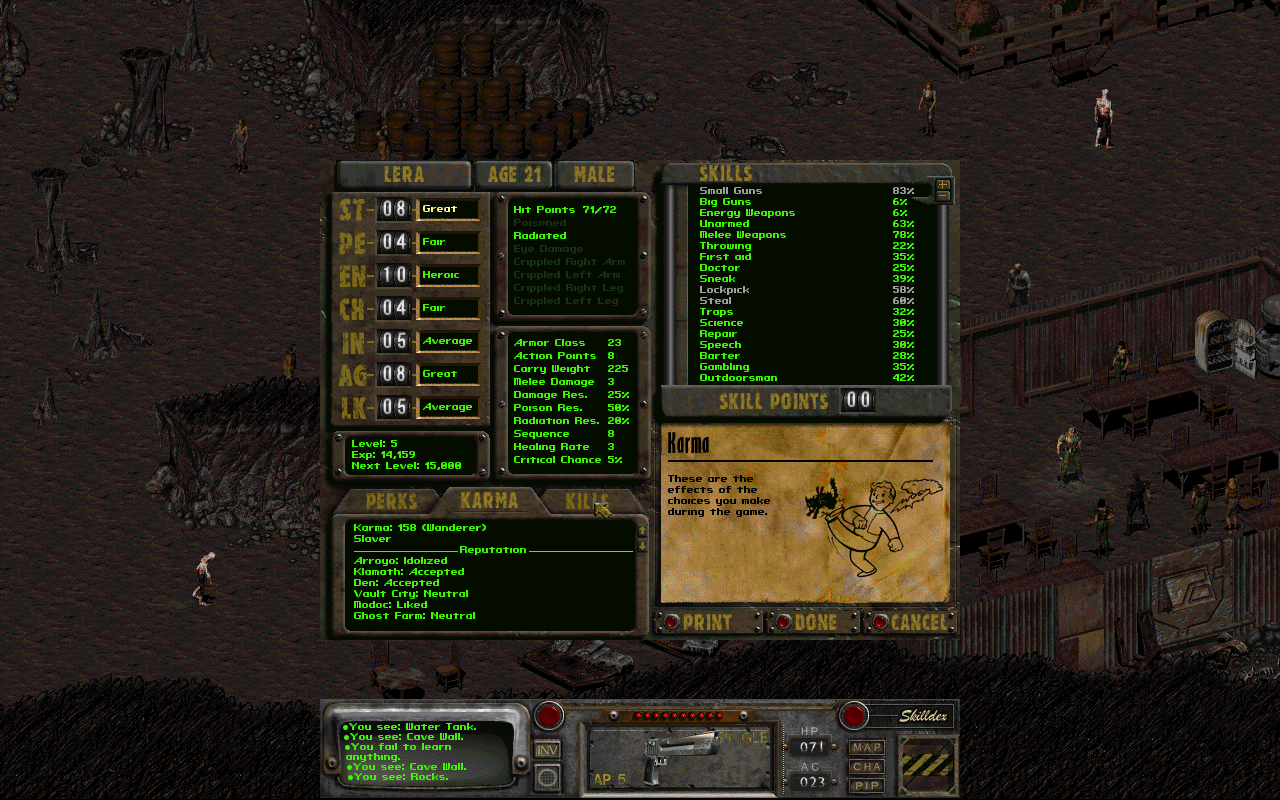 LERA AGE 21 MALE
ST 08 Great
PE 04 Fair
EN 10 Heroic
CH 04 Fair
IN 05 Average
AG 08 Great
LK 05 Average
Level: 5
Exp: 14,159
Next Level: 15,000
Hit Points 71/72
Poisoned
Radiated
Eye Damage
Crippled Right Arm
Crippled Left Arm
Crippled Right Leg
Crippled Left Leg
Armor Class 23
Action Points 8
Carry Weight 225
Melee Damage 3
Damage Res. 25%
Poison Res. 50%
Radiation Res. 20%
Sequence 8
Healing Rate 3
Critical Chance 5%
SKILLS
Small Guns 83%
Big Guns 6%
Energy Weapons 6%
Unarmed 63%
Melee Weapons 78%
Throwing 22%
First aid 35%
Doctor 25%
Sneak 39%
Lockpick 58%
Steal 60%
Traps 32%
Science 30%
Repair 25%
Speech 30%
Barter 28%
Gambling 35%
Outdoorsman 42%
SKILL POINTS 00
PERKS KARMA KILLS
Karma: 158 (Wanderer)
Slaver
Reputation
Arroyo: Idolized
Klamath: Accepted
Den: Accepted
Vault City: Neutral
Modoc: Liked
Ghost Farm: Neutral
Karma
These are the
effects of the
choices you make
during the game.
PRINT DONE CANCEL
•You see: Water Tank.
•You see: Cave Wall.
•You fail to learn
anything.
•You see: Cave Wall.
•You see: Rocks.
INV
AP 5
HP
071
AC
023
MAP
CHA
PIP
Skilldex